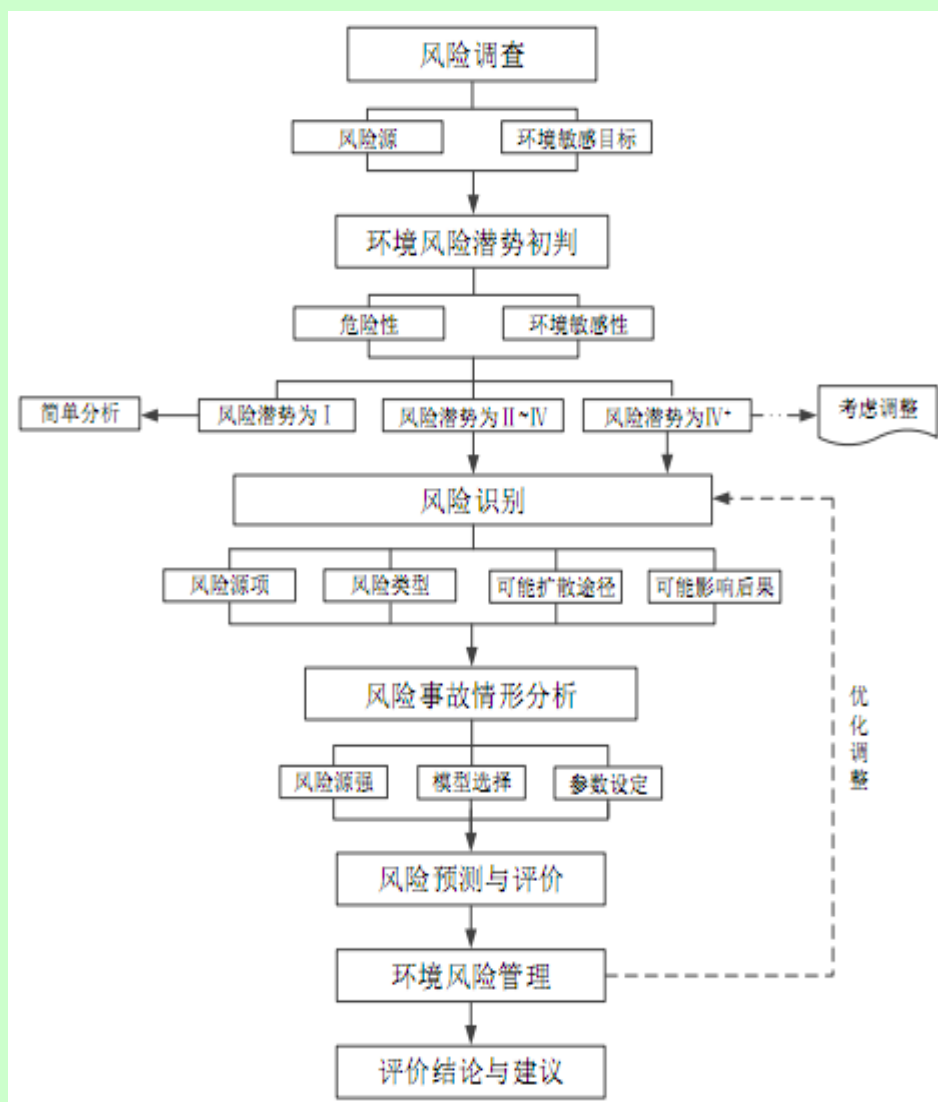 风险调查
风险源
环境敏感目标
环境风险潜势初判
危险性
环境敏感性
简单分析
风险潜势为Ⅰ
风险潜势为Ⅱ~Ⅳ
风险潜势为Ⅳ⁺
考虑调整
风险识别
风险源项
风险类型
可能扩散途径
可能影响后果
风险事故情形分析
优化调整
风险源强
模型选择
参数设定
风险预测与评价
环境风险管理
评价结论与建议